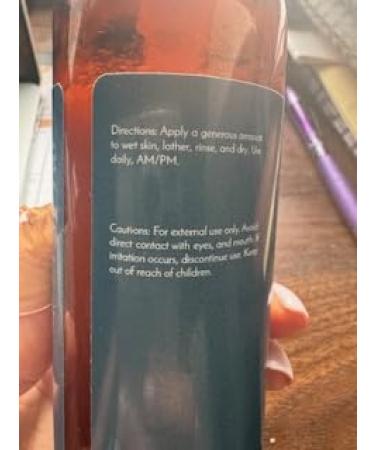 Directions: Apply a generous amount
to wet skin, lather, rinse, and dry. Use
daily, AM/PM.
Cautions: For external use only. Avoid
direct contact with eyes, and mouth. If
irritation occurs, discontinue use. Keep
out of reach of children.